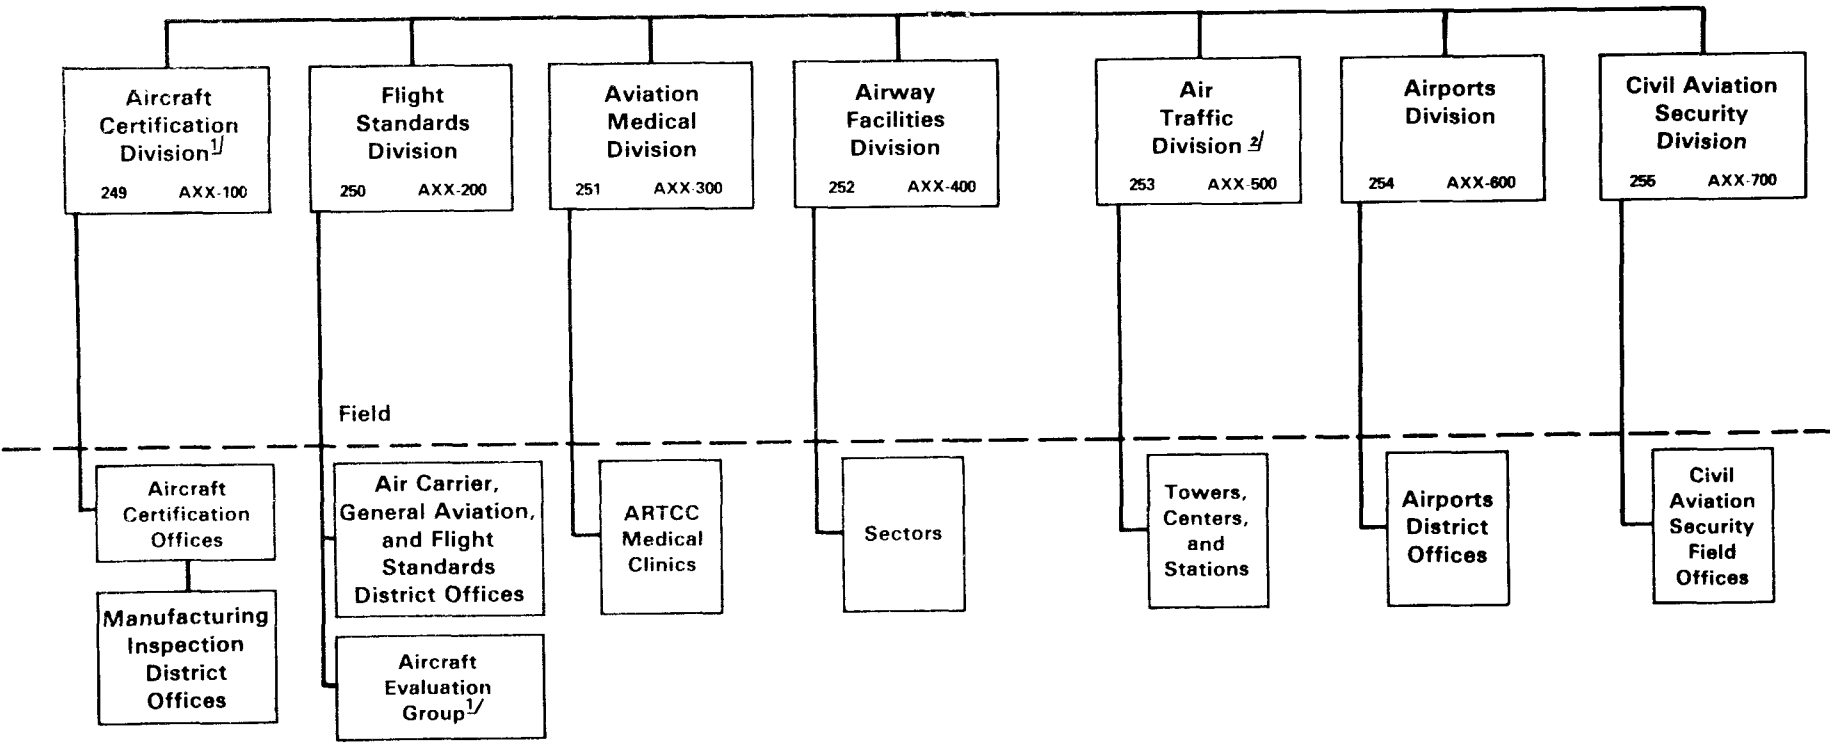 Aircraft
Certification
Division 1/
249 AXX-100
Flight
Standards
Division
250 AXX-200
Aviation
Medical
Division
251 AXX-300
Airway
Facilities
Division
252 AXX-400
Air
Traffic
Division 2/
253 AXX-500
Airports
Division
254 AXX-600
Civil Aviation
Security
Division
255 AXX-700
Field
Aircraft
Certification
Offices
Manufacturing
Inspection
District
Offices
Air Carrier,
General Aviation,
and Flight
Standards
District Offices
Aircraft
Evaluation
Group 1/
ARTCC
Medical
Clinics
Sectors
Towers,
Centers,
and
Stations
Airports
District
Offices
Civil
Aviation
Security
Field
Offices